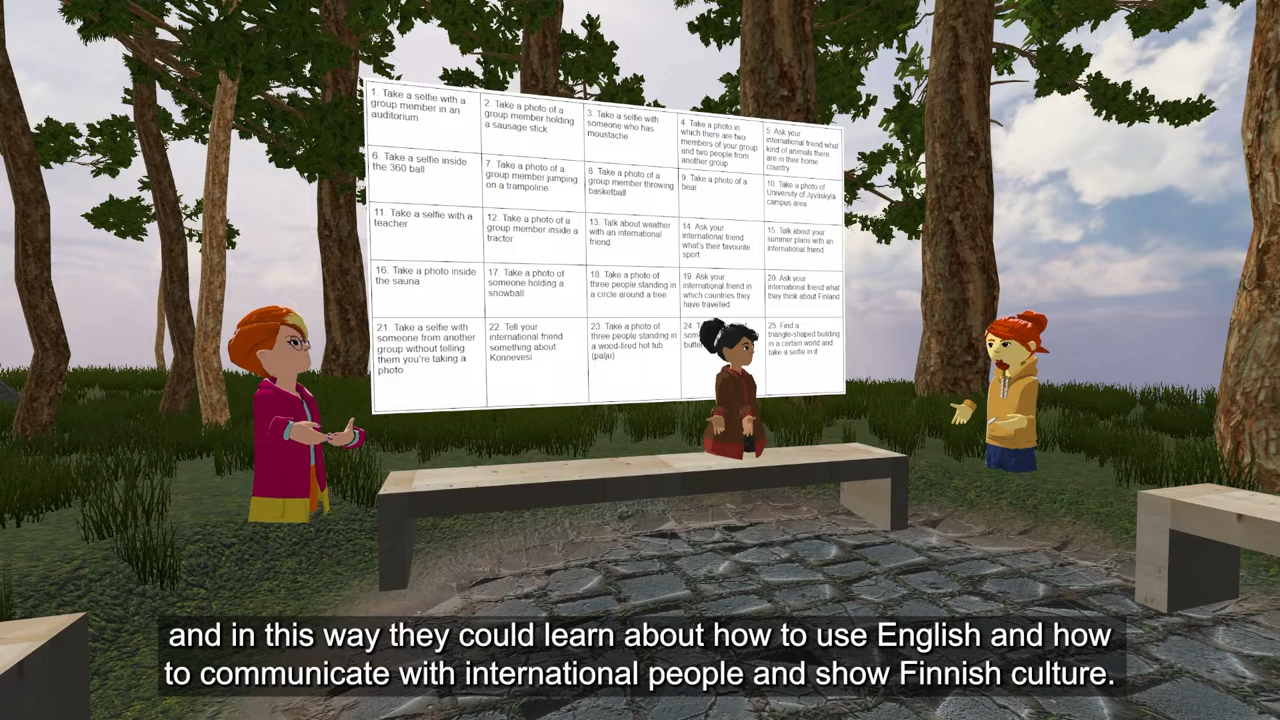 1. Take a selfie with a
group member in an
auditorium
2. Take a photo of a
group member holding
a sausage stick
3. Take a selfie with
someone who has
moustache
4. Take a photo in
which there are two
members of your group
and two people from
another group
5. Ask your
international friend what
kind of animals there
are in their home
country
6. Take a selfie inside
the 360 ball
7. Take a photo of a
group member jumping
on a trampoline
8. Take a photo of a
group member throwing
basketball
9. Take a photo of a
bear
10. Take a photo of
University of Jyväskylä
campus area
11. Take a selfie with a
teacher
12. Take a photo of a
group member inside a
tractor
13. Talk about weather
with an international
friend
14. Ask your
international friend
what's their favourite
sport
15. Talk about your
summer plans with an
international friend
16. Take a photo inside
the sauna
17. Take a photo of
someone holding a
snowball
18. Take a photo of
three people standing in
a circle around a tree
19. Ask your
international friend in
which countries they
have travelled
20. Ask your
international friend what
they think about Finland
21. Take a selfie with
someone from another
group without telling
them you're taking a
photo
22. Tell your
international friend
something about
Konnevesi
23. Take a photo of
three people standing in
a wood-fired hot tub
(palju)
24.
25. Find a
triangle-shaped building
in a certain world and
take a selfie in it
and in this way they could learn about how to use English and how
to communicate with international people and show Finnish culture.